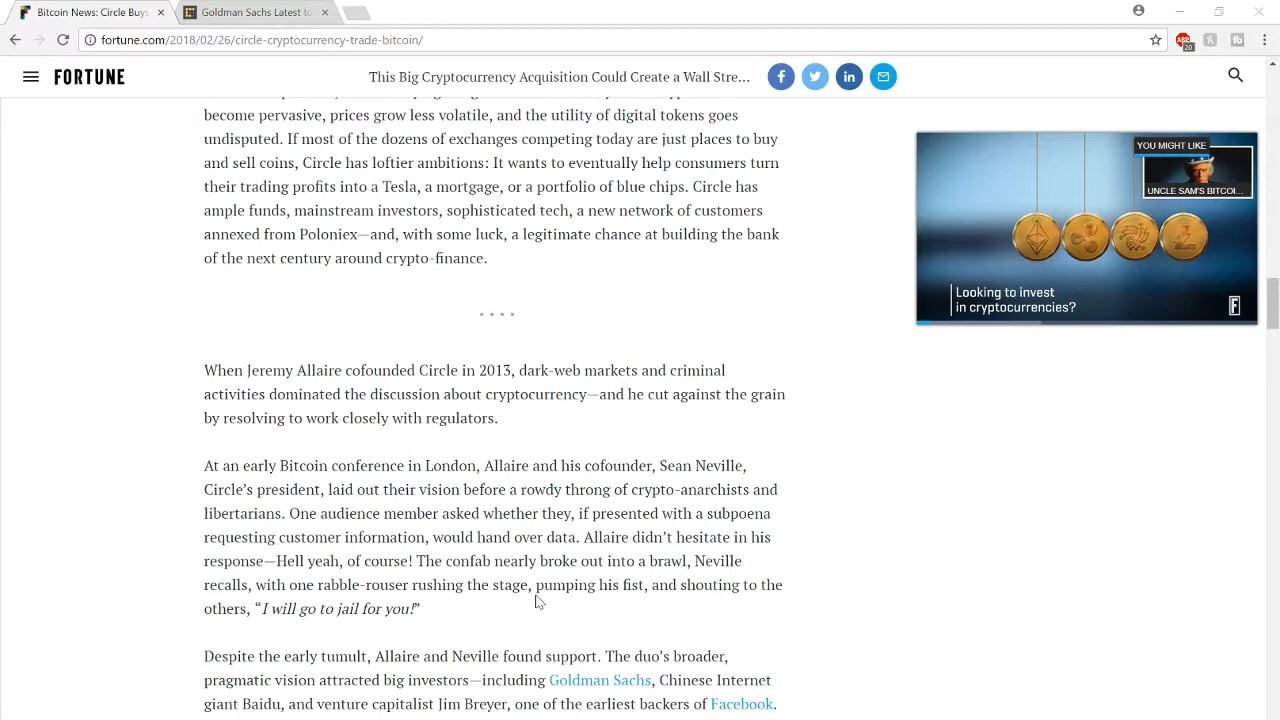 Bitcoin News: Circle Buys
Goldman Sachs Latest to
fortune.com/2018/02/26/circle-cryptocurrency-trade-bitcoin/
ABP
20
tb
FORTUNE
This Big Cryptocurrency Acquisition Could Create a Wall Stre...
become pervasive, prices grow less volatile, and the utility of digital tokens goes
undisputed. If most of the dozens of exchanges competing today are just places to buy
and sell coins, Circle has loftier ambitions: It wants to eventually help consumers turn
their trading profits into a Tesla, a mortgage, or a portfolio of blue chips. Circle has
ample funds, mainstream investors, sophisticated tech, a new network of customers
annexed from Poloniex—and, with some luck, a legitimate chance at building the bank
of the next century around crypto-finance.
YOU MIGHT LIKE
UNCLE SAM'S BITCOI...
Looking to invest
in cryptocurrencies?
F
When Jeremy Allaire cofounded Circle in 2013, dark-web markets and criminal
activities dominated the discussion about cryptocurrency—and he cut against the grain
by resolving to work closely with regulators.
At an early Bitcoin conference in London, Allaire and his cofounder, Sean Neville,
Circle's president, laid out their vision before a rowdy throng of crypto-anarchists and
libertarians. One audience member asked whether they, if presented with a subpoena
requesting customer information, would hand over data. Allaire didn't hesitate in his
response—Hell yeah, of course! The confab nearly broke out into a brawl, Neville
recalls, with one rabble-rouser rushing the stage, pumping his fist, and shouting to the
others, "I will go to jail for you!"
Despite the early tumult, Allaire and Neville found support. The duo's broader,
pragmatic vision attracted big investors—including Goldman Sachs, Chinese Internet
giant Baidu, and venture capitalist Jim Breyer, one of the earliest backers of Facebook.